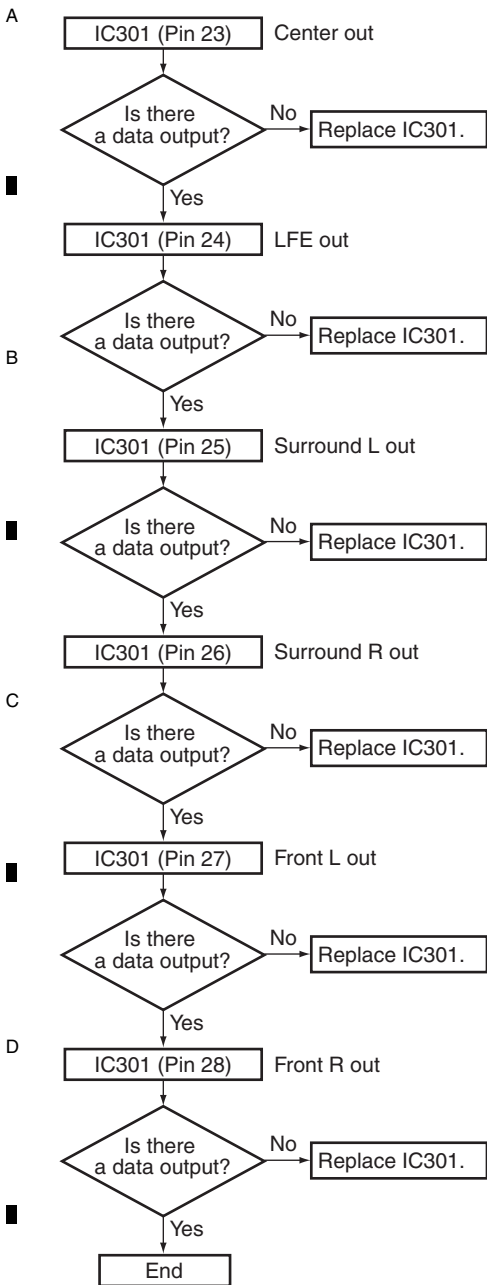 A
IC301 (Pin 23) Center out
Is there
a data output?
No
Replace IC301.
Yes
IC301 (Pin 24) LFE out
Is there
a data output?
No
Replace IC301.
B
Yes
IC301 (Pin 25) Surround L out
Is there
a data output?
No
Replace IC301.
Yes
IC301 (Pin 26) Surround R out
C
Is there
a data output?
No
Replace IC301.
Yes
IC301 (Pin 27) Front L out
Is there
a data output?
No
Replace IC301.
Yes
D
IC301 (Pin 28) Front R out
Is there
a data output?
No
Replace IC301.
Yes
End